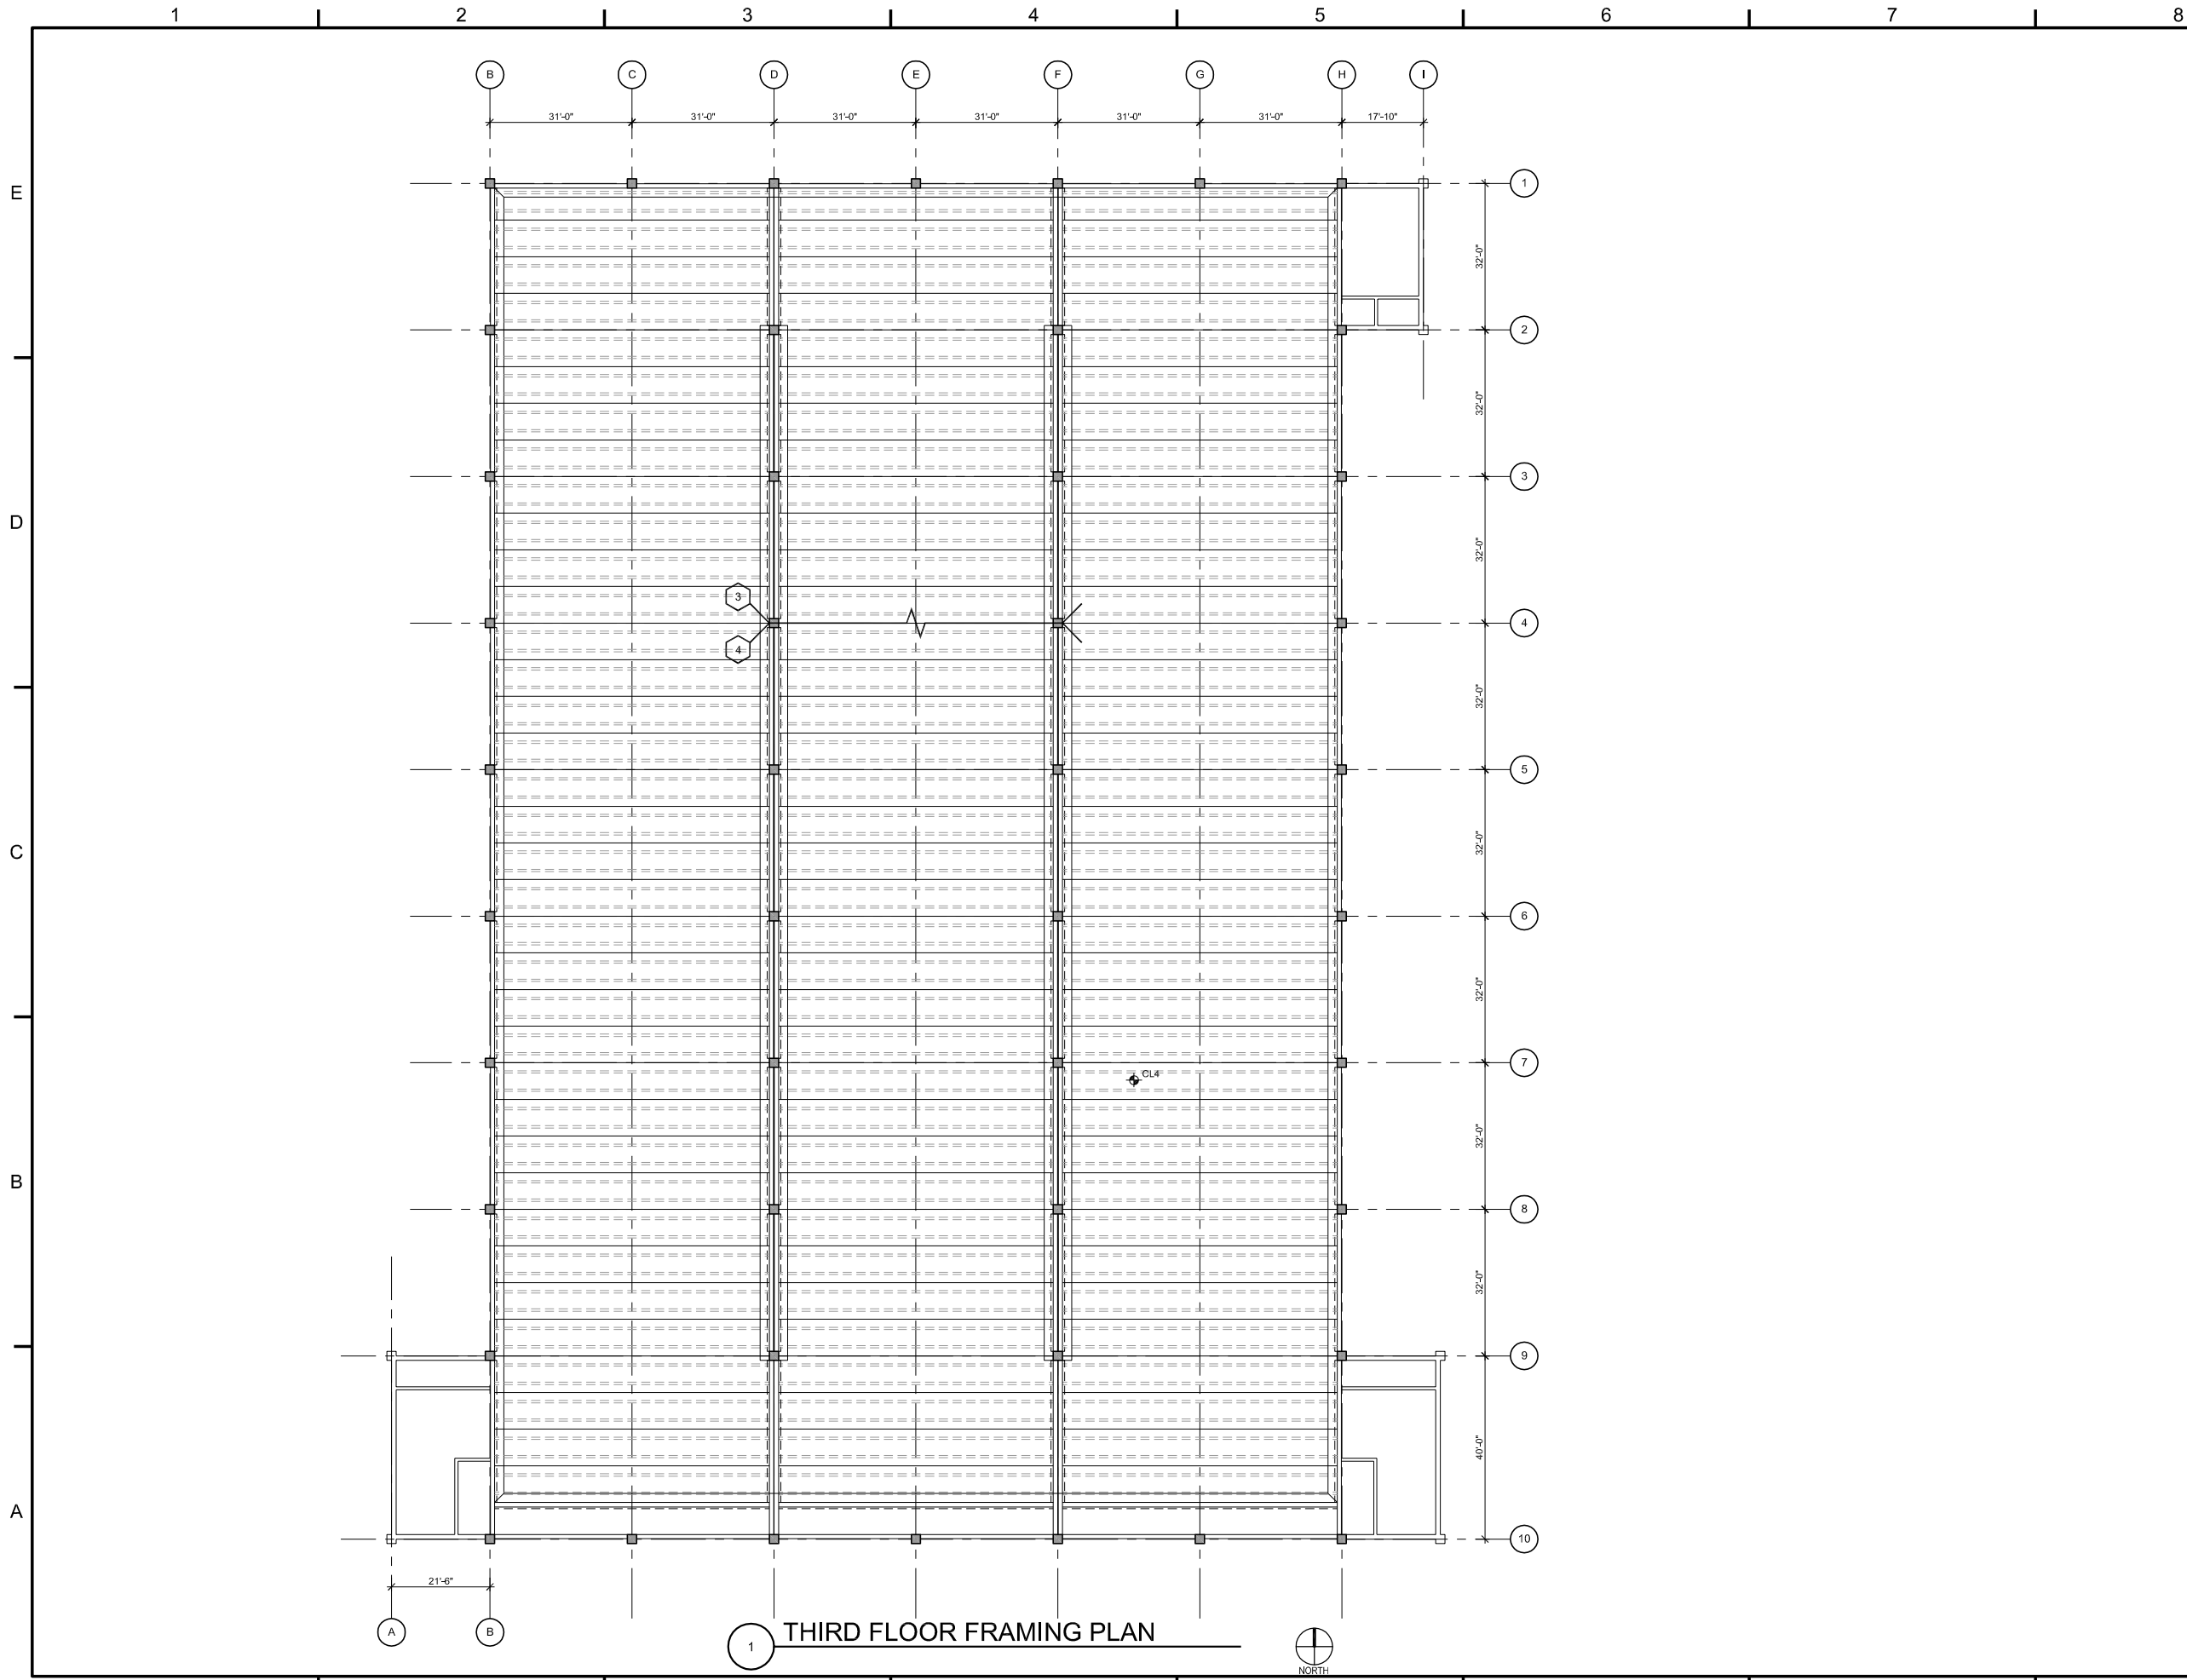 1 2 3 4 5 6 7 8
B C D E F G H I
31'-0" 31'-0" 31'-0" 31'-0" 31'-0" 31'-0" 17'-10"
E
1
32'-0"
2
32'-0"
3
D
32'-0"
3
4
4
32'-0"
5
C
32'-0"
6
32'-0"
7
CL4
32'-0"
B
8
32'-0"
9
40'-0"
A
10
21'-6"
A B
1 THIRD FLOOR FRAMING PLAN
NORTH